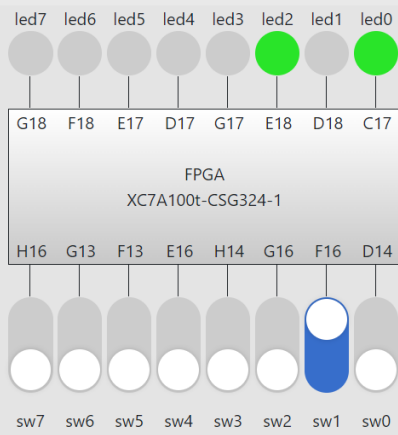 led7 led6 led5 led4 led3 led2 led1 led0
G18 F18 E17 D17 G17 E18 D18 C17
FPGA
XC7A100t-CSG324-1
H16 G13 F13 E16 H14 G16 F16 D14
sw7 sw6 sw5 sw4 sw3 sw2 sw1 sw0